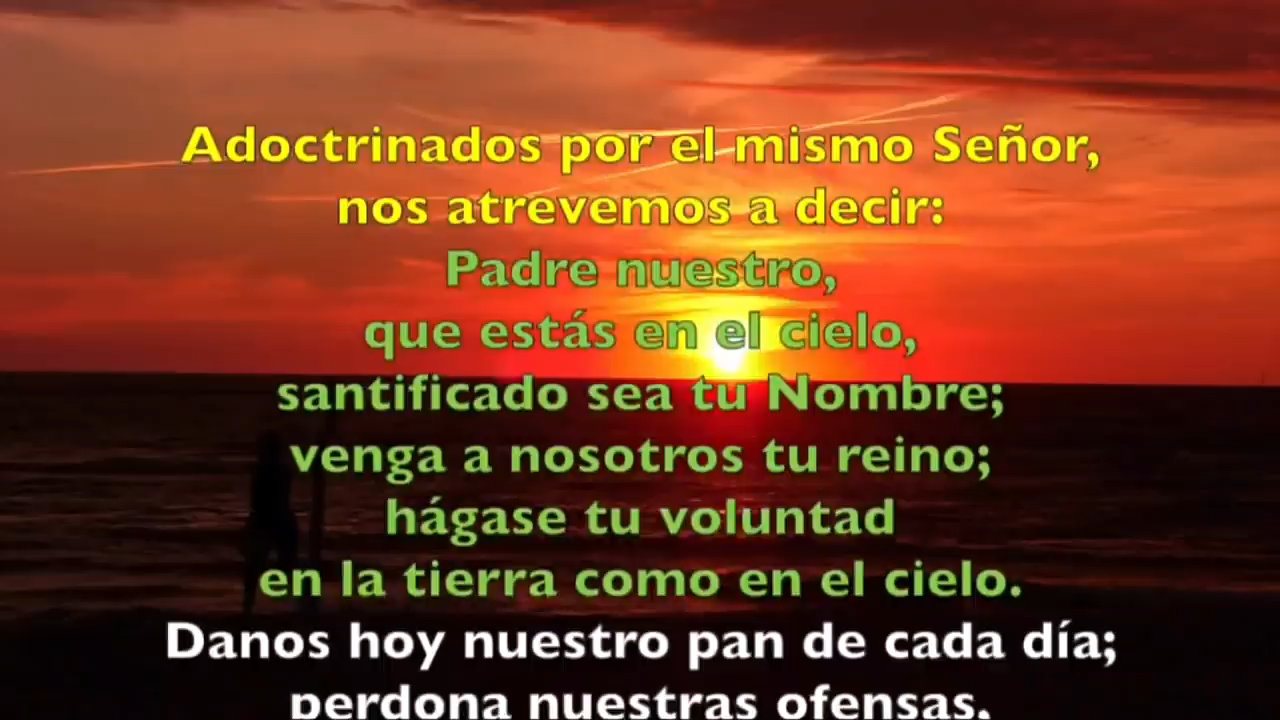 Adoctrinados por el mismo Señor,
nos atrevemos a decir:
Padre nuestro,
que estás en el cielo,
santificado sea tu Nombre;
venga a nosotros tu reino;
hágase tu voluntad
en la tierra como en el cielo.
Danos hoy nuestro pan de cada día;
perdona nuestras ofensas,